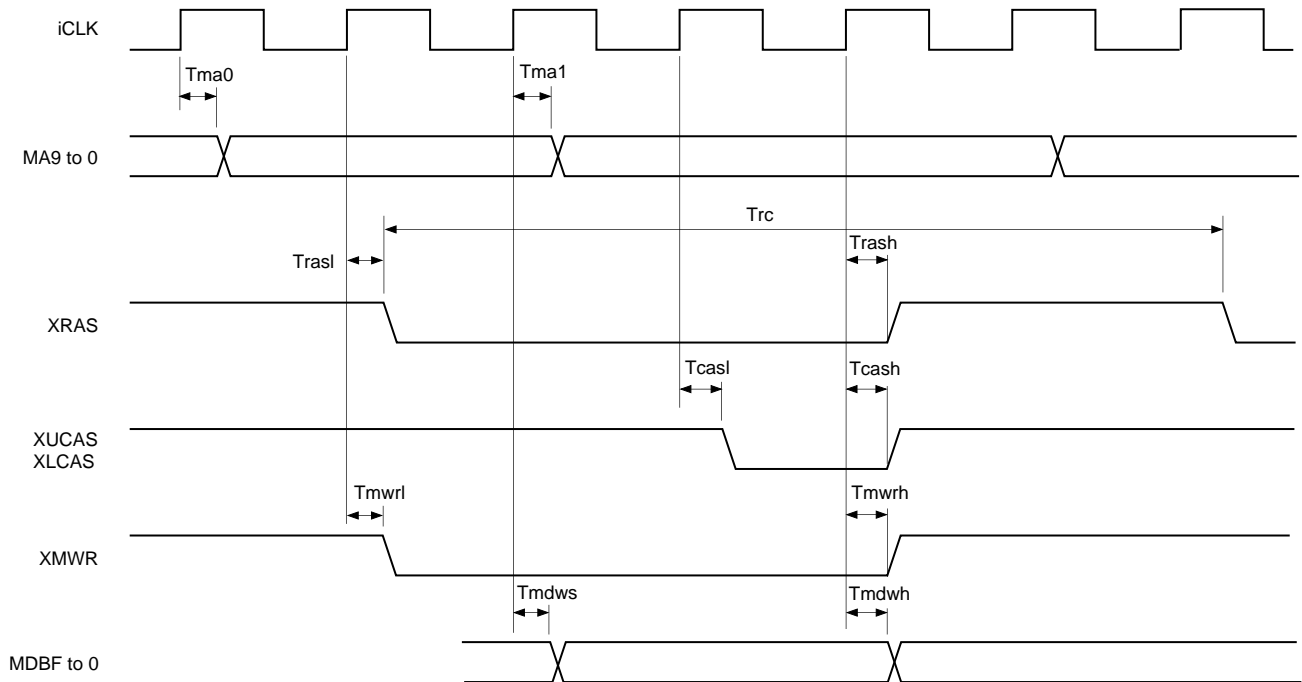 iCLK
Tma0
Tma1
MA9 to 0
Trc
Trasl
Trash
XRAS
Tcasl
Tcash
XUCAS
XLCAS
Tmwrl
Tmwrh
XMWR
Tmdws
Tmdwh
MDBF to 0